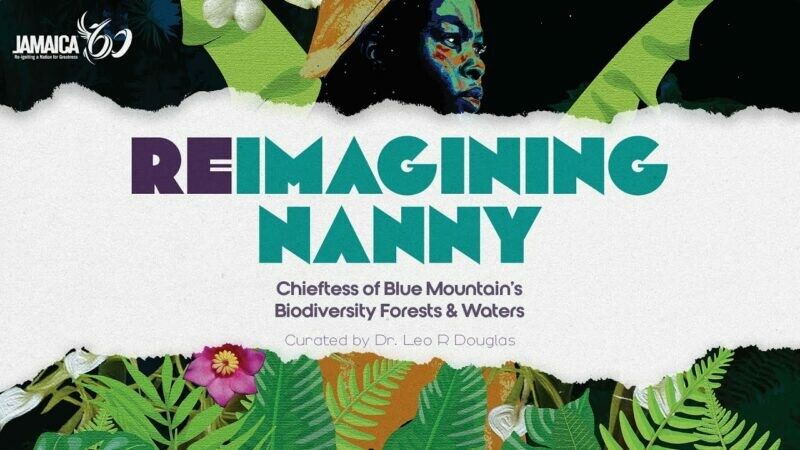 JAMAICA 60
Re-igniting a Nation for Greatness
REIMAGINING
NANNY
Chieftess of Blue Mountain's
Biodiversity Forests & Waters
Curated by Dr. Leo R Douglas